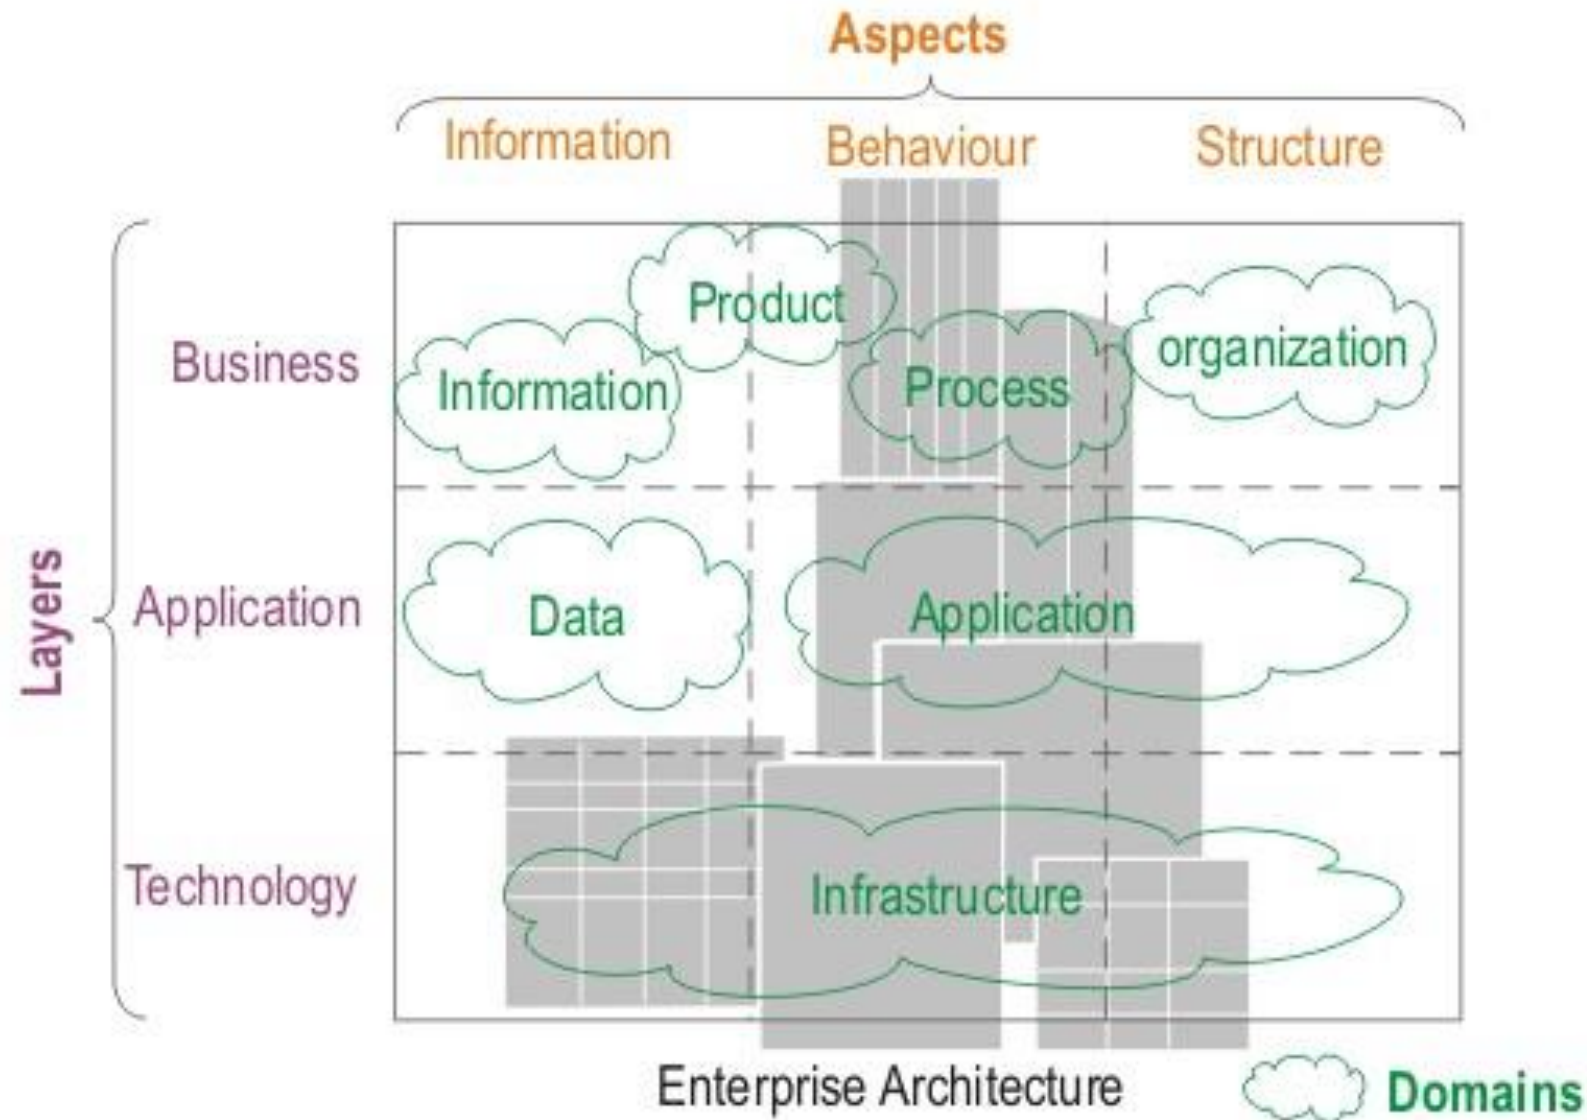 Aspects
Information Behaviour Structure
Product
organization
Business
Information
Process
Layers
Application
Data
Application
Technology
Infrastructure
Enterprise Architecture
Domains